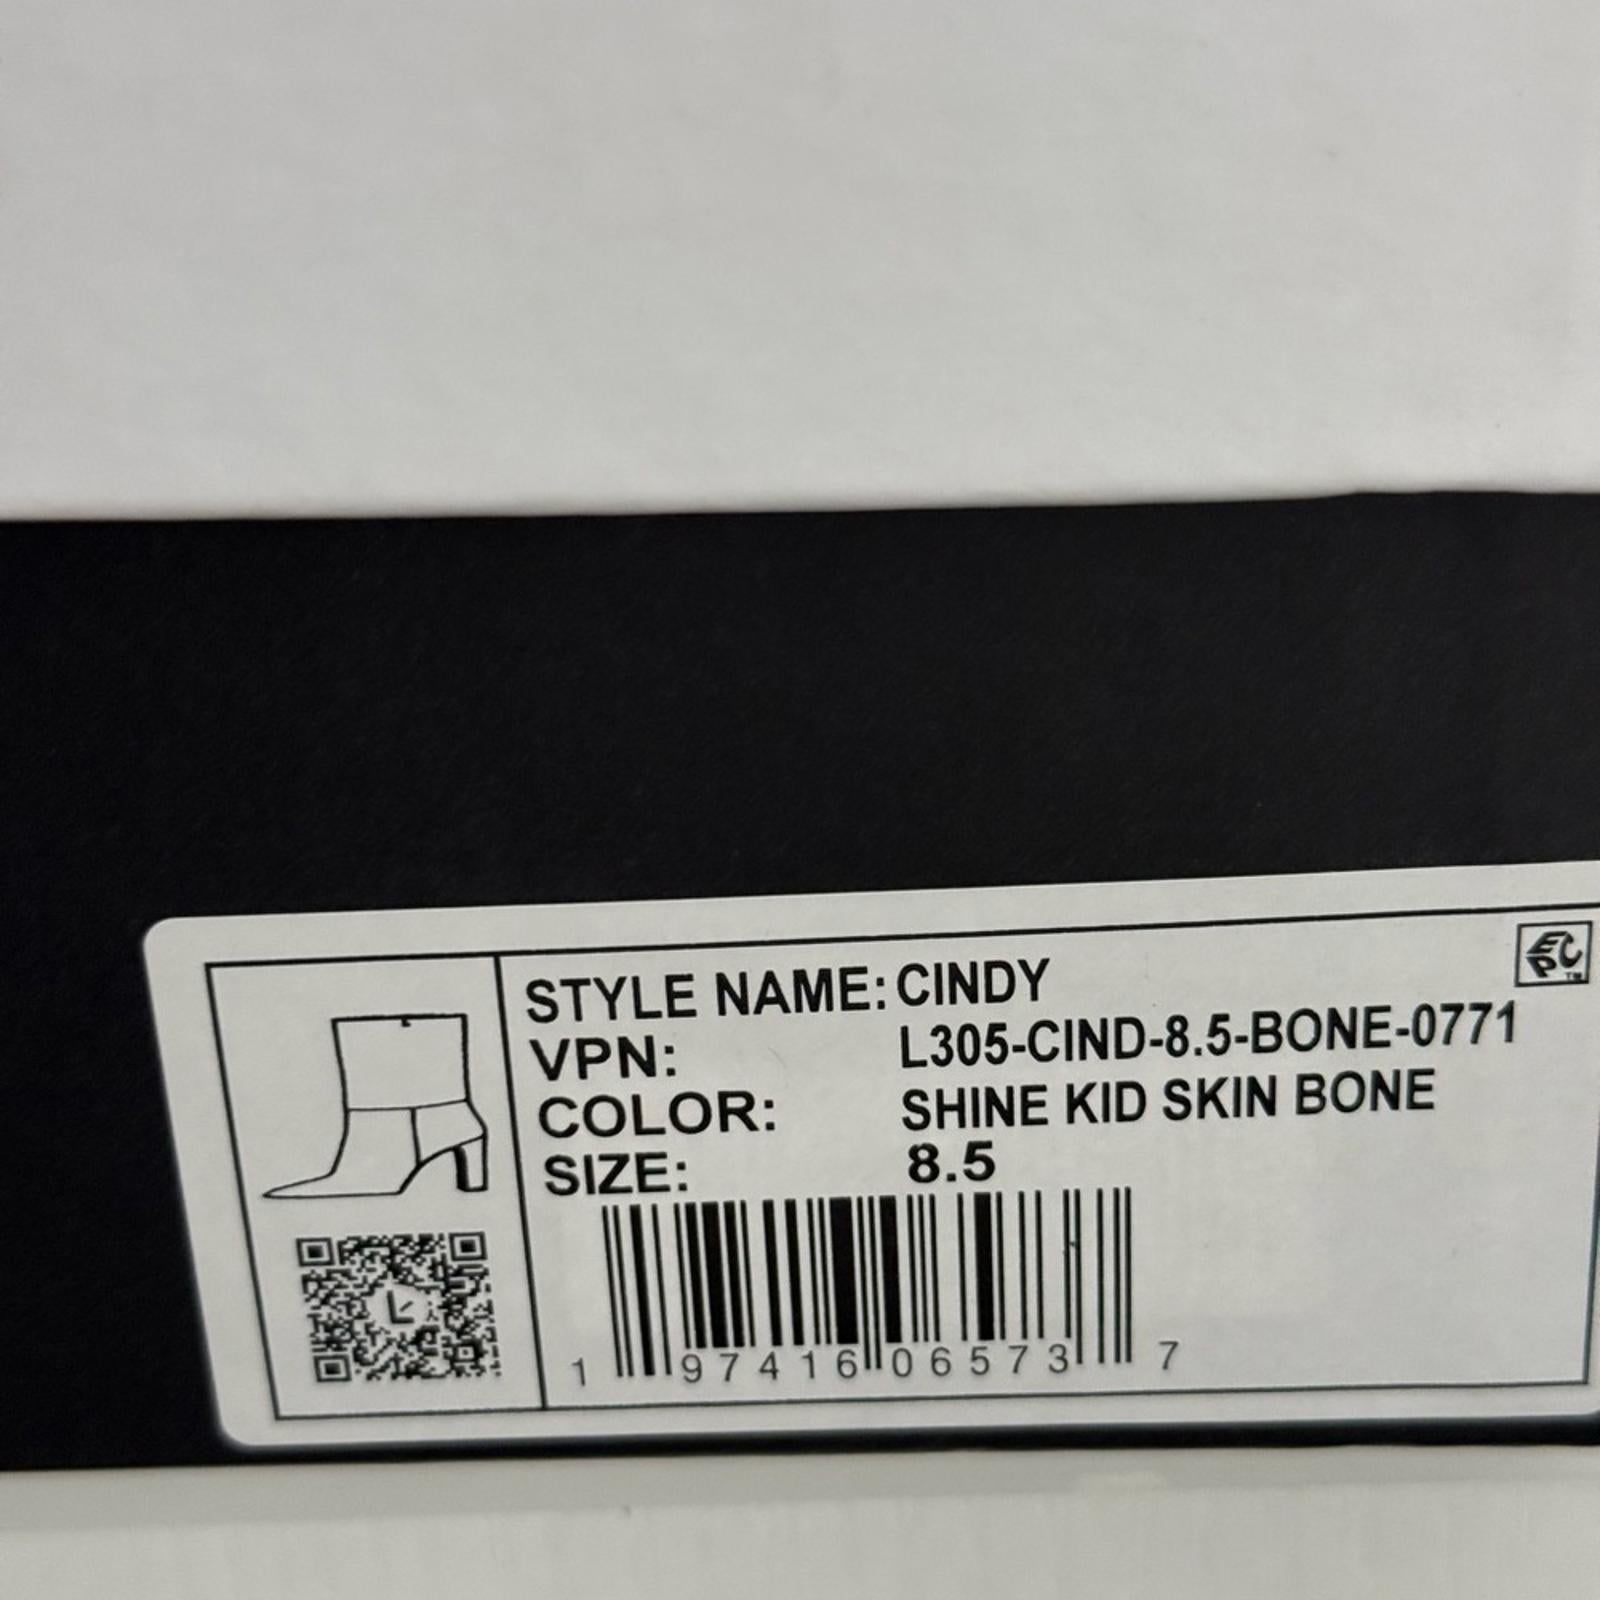 STYLE NAME: CINDY
VPN: L305-CIND-8.5-BONE-0771
COLOR: SHINE KID SKIN BONE
SIZE: 8.5
1 97416 06573 7
EPC™